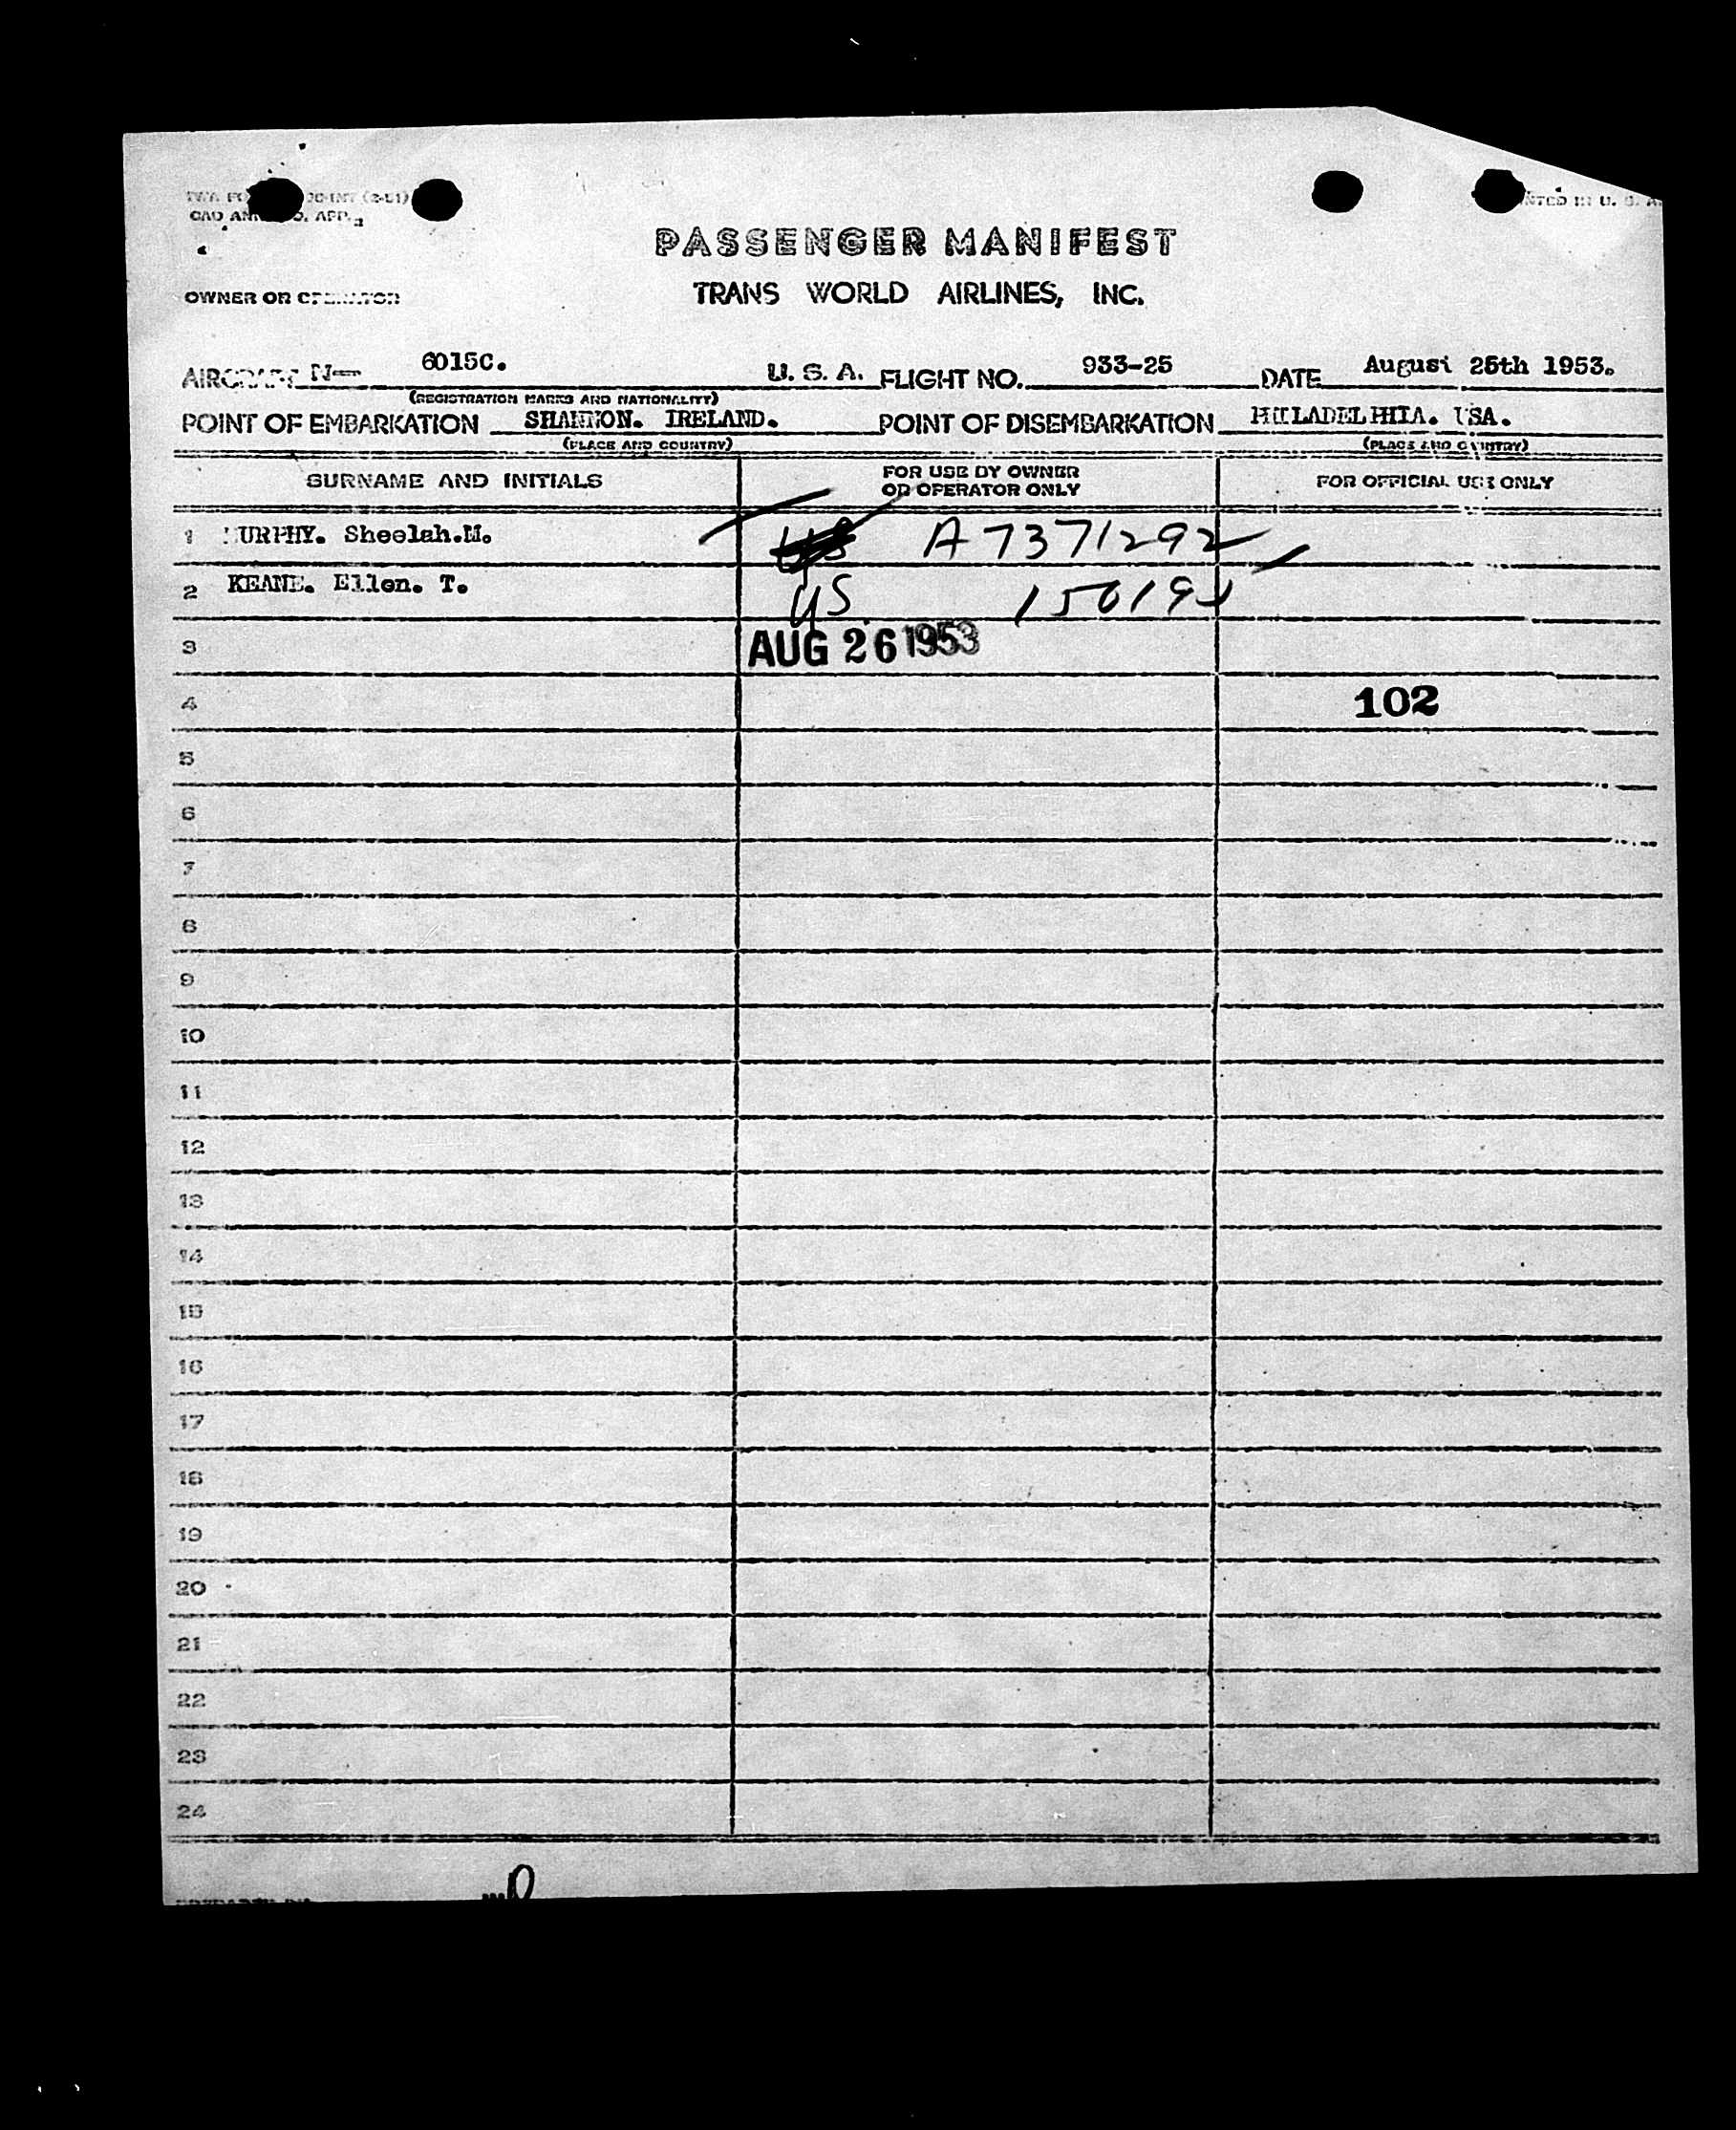 CAO AN
PASSENGER MANIFEST
OWNER OR OPERATOR TRANS WORLD AIRLINES, INC.
AIRCRAFT N— 6015C. U. S. A. FLIGHT NO. 933-25 DATE August 25th 1953.
(REGISTRATION MARKS AND NATIONALITY)
POINT OF EMBARKATION SHANNON. IRELAND. POINT OF DISEMBARKATION PHILADELPHIA. USA.
(PLACE AND COUNTRY) (PLACE AND COUNTRY)
SURNAME AND INITIALS FOR USE BY OWNER OR OPERATOR ONLY FOR OFFICIAL USE ONLY
1 MURPHY. Sheelah.M. A7371292
2 KEANE. Ellen. T. US 150191
3 AUG 26 1953
4 102
5
6
7
8
9
10
11
12
13
14
15
16
17
18
19
20
21
22
23
24